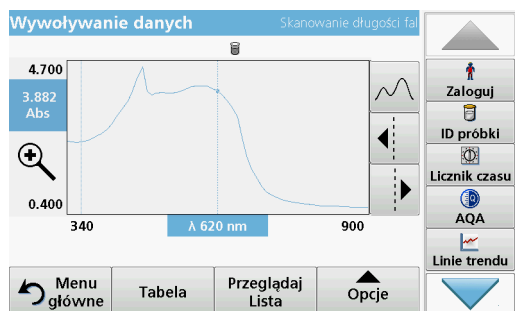 Wywoływanie danych
Skanowanie długości fal
4.700
3.882
Abs
0.400
340
λ 620 nm
900
Zaloguj
ID próbki
Licznik czasu
AQA
Linie trendu
Menu
główne
Tabela
Przeglądaj
Lista
Opcje